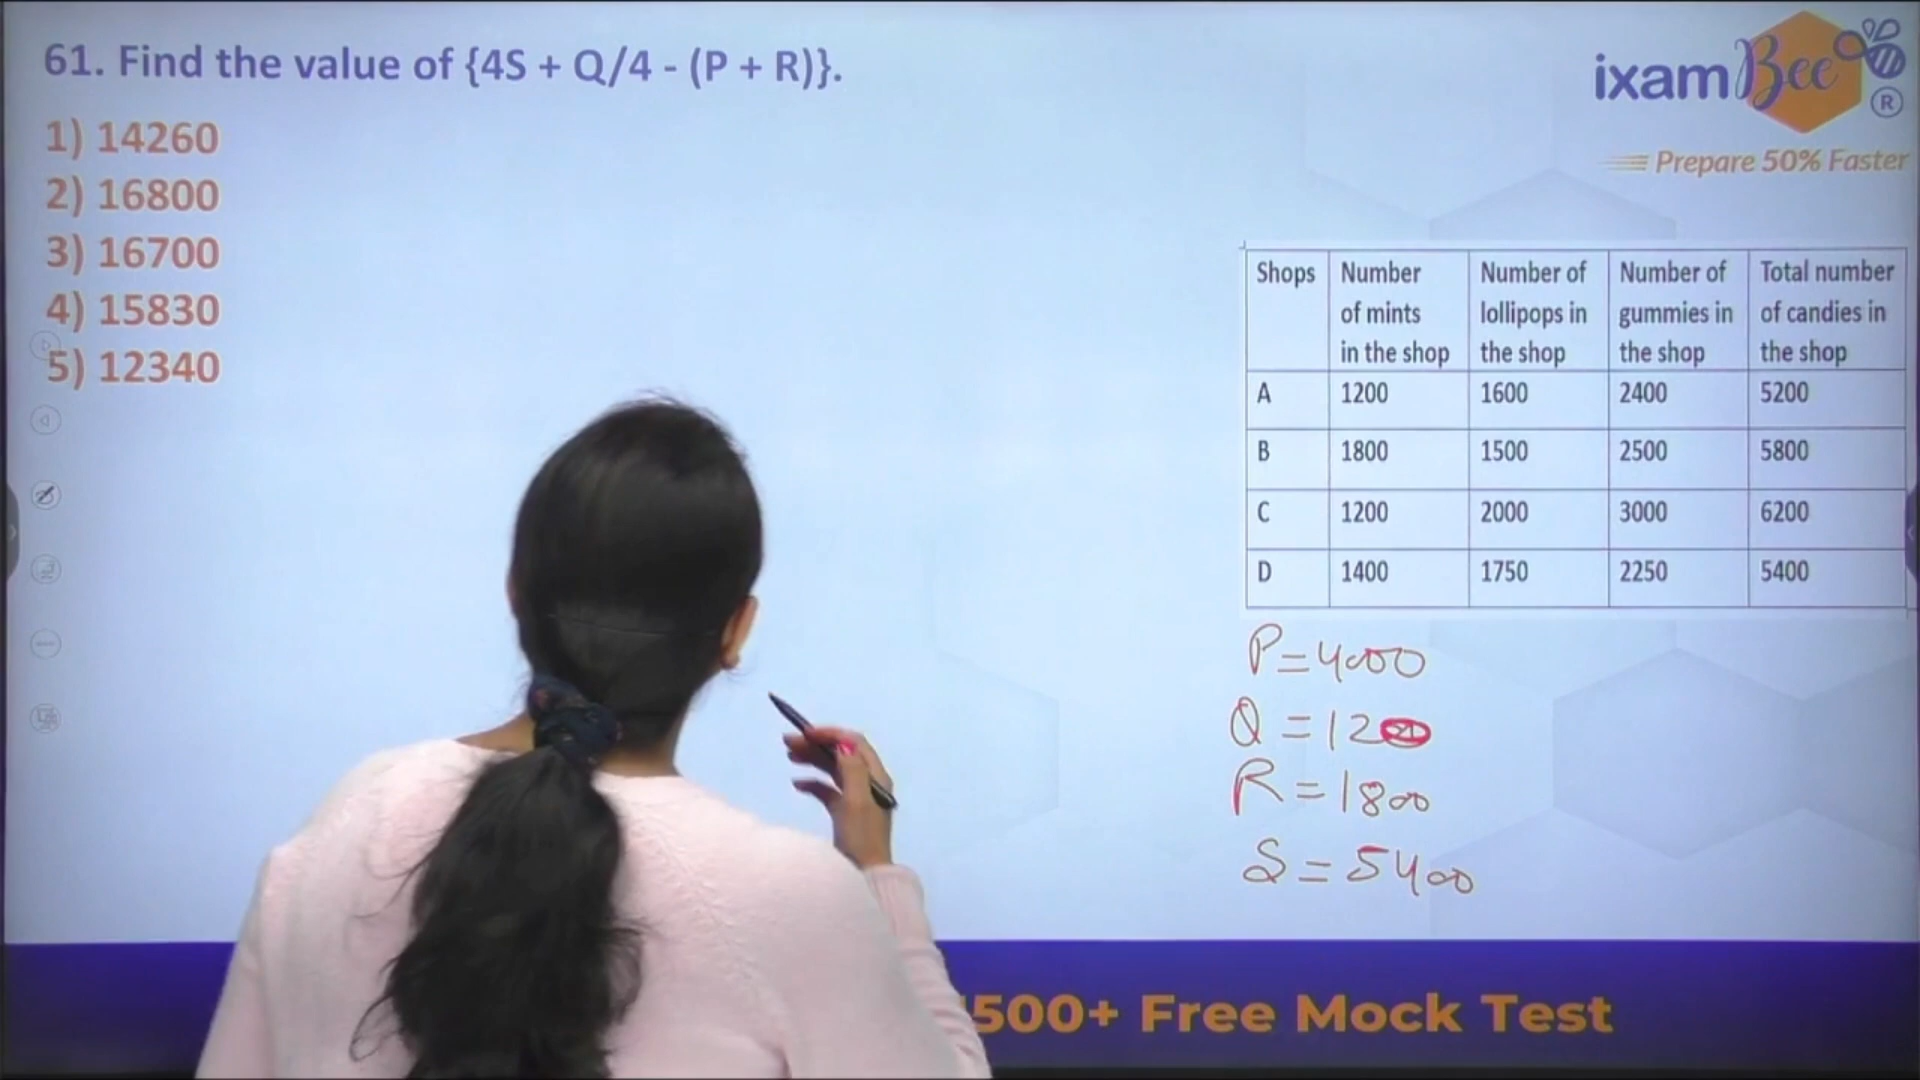 61. Find the value of {4S + Q/4 - (P + R)}.
1) 14260
2) 16800
3) 16700
4) 15830
5) 12340
ixamBee ®
Prepare 50% Faster
Shops | Number of mints in the shop | Number of lollipops in the shop | Number of gummies in the shop | Total number of candies in the shop
A 1200 1600 2400 5200
B 1800 1500 2500 5800
C 1200 2000 3000 6200
D 1400 1750 2250 5400
P = 4000
Q =
R = 1800
S = 5400
500+ Free Mock Test